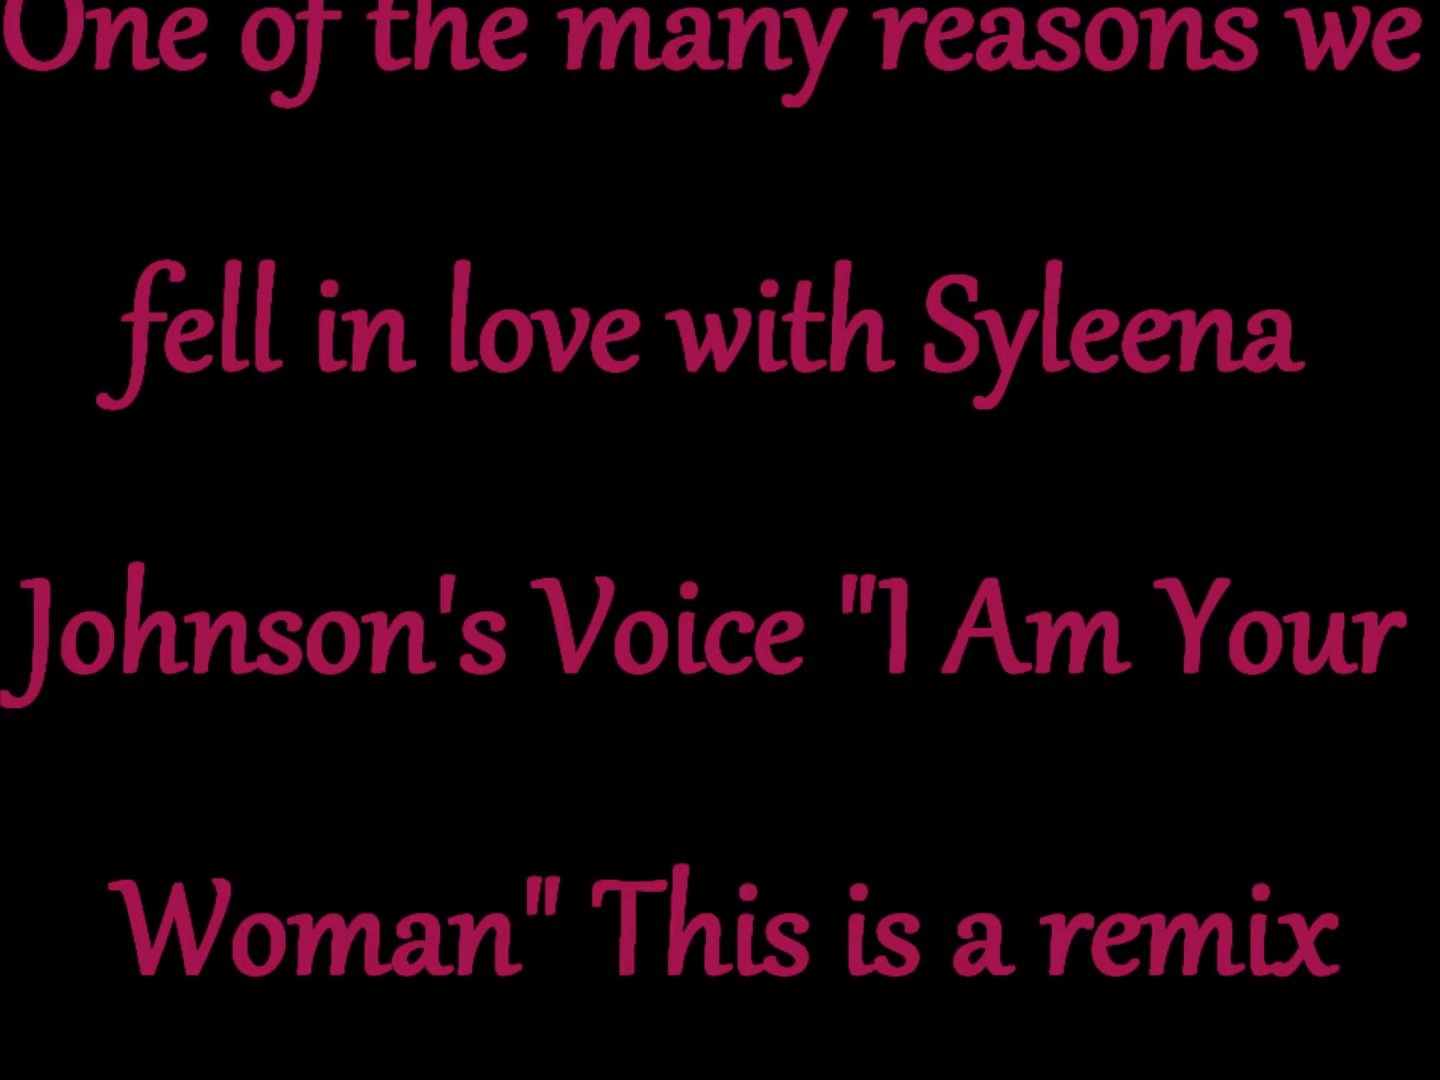 One of the many reasons we
fell in love with Syleena
Johnson's Voice "I Am Your
Woman" This is a remix